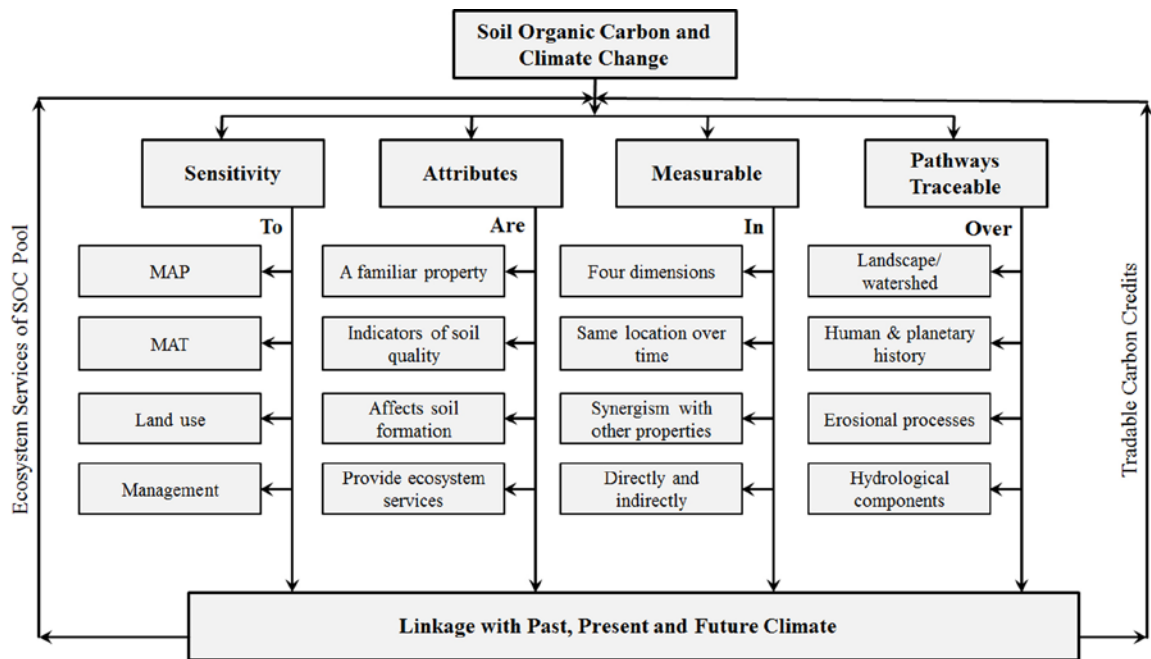 Soil Organic Carbon and
Climate Change
Sensitivity
Attributes
Measurable
Pathways
Traceable
To
Are
In
Over
MAP
A familiar property
Four dimensions
Landscape/
watershed
MAT
Indicators of soil
quality
Same location over
time
Human & planetary
history
Land use
Affects soil
formation
Synergism with
other properties
Erosional processes
Management
Provide ecosystem
services
Directly and
indirectly
Hydrological
components
Ecosystem Services of SOC Pool
Tradable Carbon Credits
Linkage with Past, Present and Future Climate